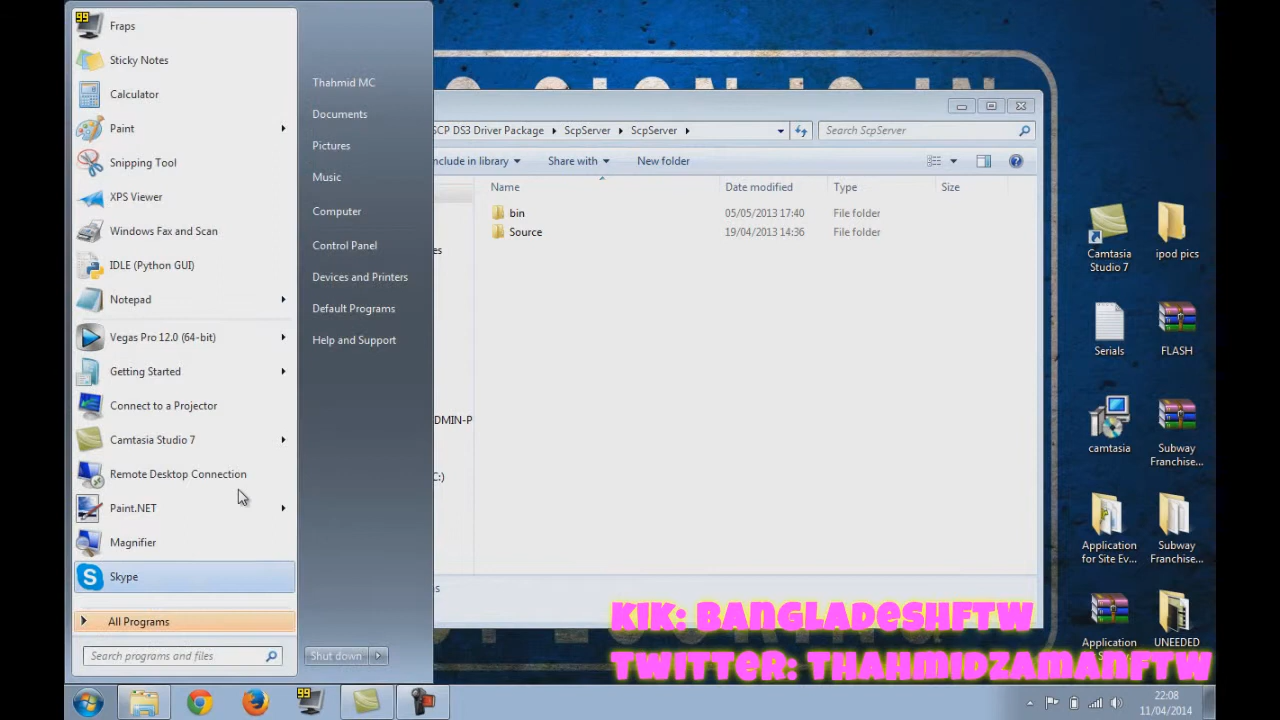 99
Fraps
Sticky Notes
Calculator
Paint
Snipping Tool
XPS Viewer
Windows Fax and Scan
IDLE (Python GUI)
Notepad
Vegas Pro 12.0 (64-bit)
Getting Started
Connect to a Projector
Camtasia Studio 7
Remote Desktop Connection
Paint.NET
Magnifier
Skype
All Programs
Search programs and files
Thahmid MC
Documents
Pictures
Music
Computer
Control Panel
Devices and Printers
Default Programs
Help and Support
Shut down
SCP DS3 Driver Package
ScpServer
ScpServer
Search ScpServer
nclude in library
Share with
New folder
Name
Date modified
Type
Size
bin
05/05/2013 17:40
File folder
Source
19/04/2013 14:36
File folder
es
DMIN-P
C:)
s
Camtasia Studio 7
ipod pics
Serials
FLASH
camtasia
Subway Franchise...
Application for Site Ev...
Subway Franchise...
Application
UNEEDED
Kik: BangladeshFTW
Twitter: ThahmidZamanFTW
99
22:08
11/04/2014